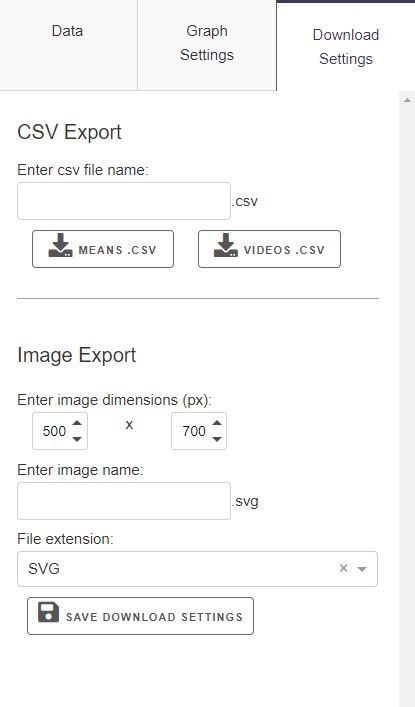 Data
Graph
Settings
Download
Settings
CSV Export
Enter csv file name:
.csv
MEANS .CSV
VIDEOS .CSV
Image Export
Enter image dimensions (px):
500 x 700
Enter image name:
.svg
File extension:
SVG ×
SAVE DOWNLOAD SETTINGS